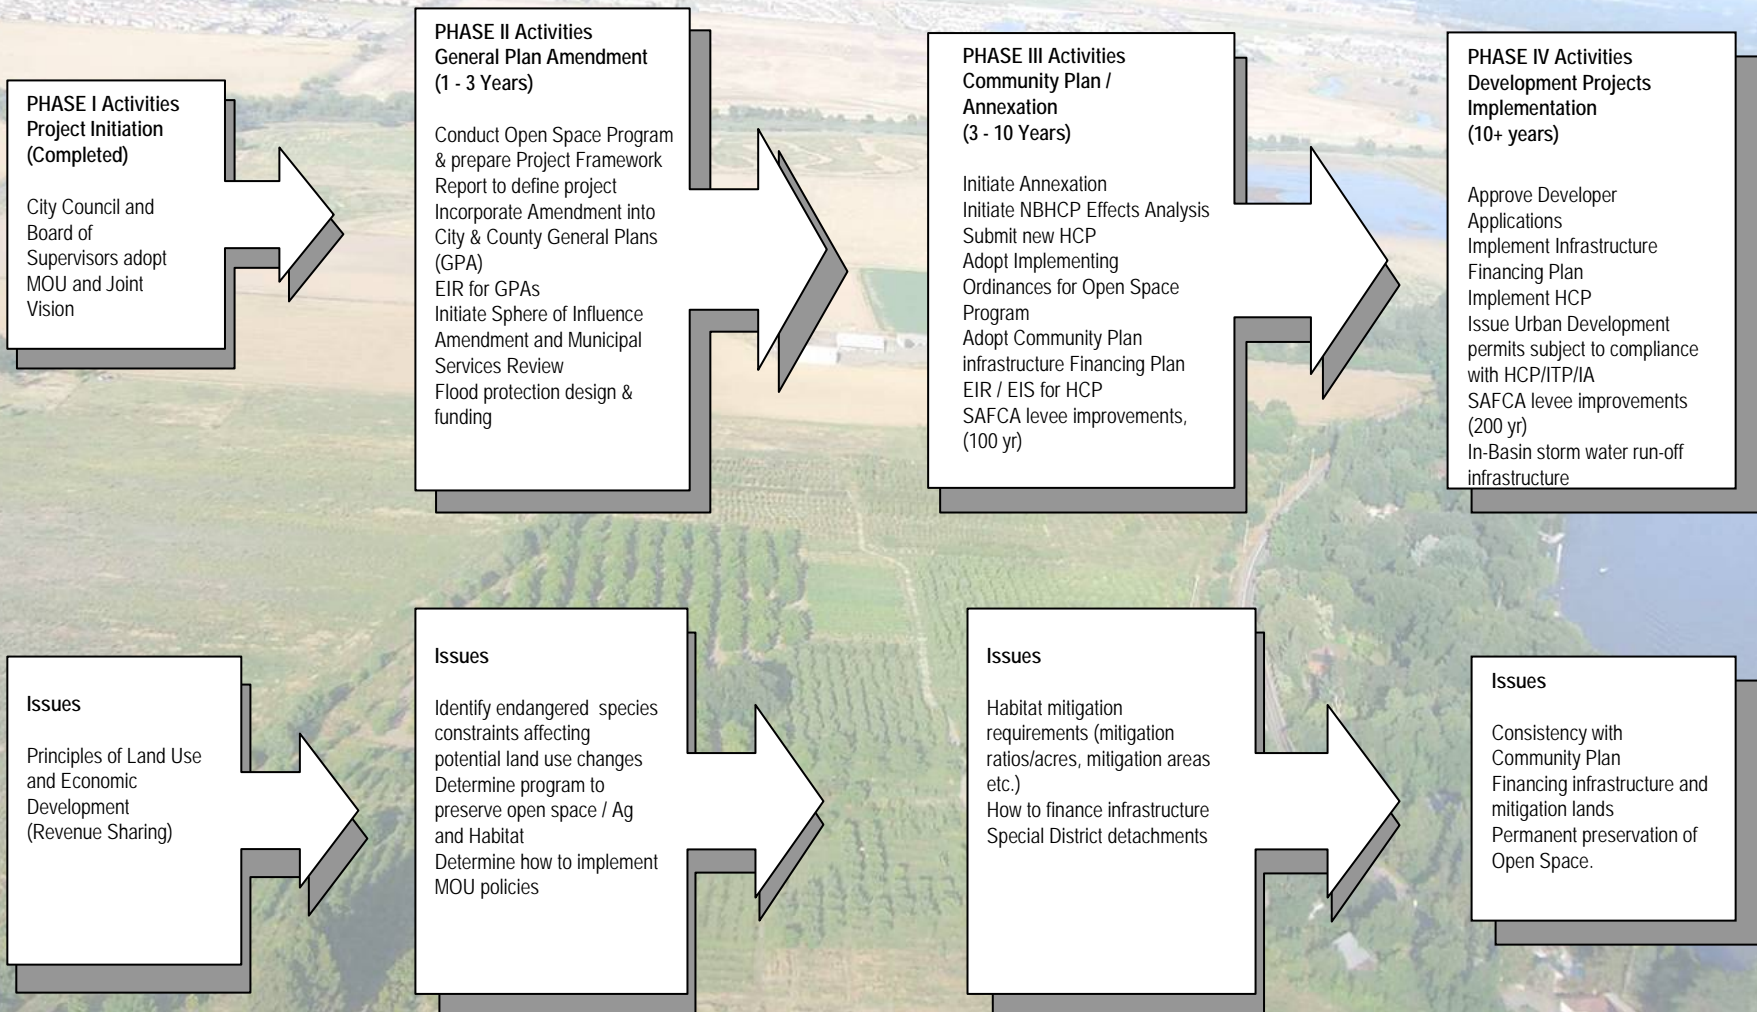 PHASE I Activities
Project Initiation
(Completed)
City Council and
Board of
Supervisors adopt
MOU and Joint
Vision
PHASE II Activities
General Plan Amendment
(1 - 3 Years)
Conduct Open Space Program
& prepare Project Framework
Report to define project
Incorporate Amendment into
City & County General Plans
(GPA)
EIR for GPAs
Initiate Sphere of Influence
Amendment and Municipal
Services Review
Flood protection design &
funding
PHASE III Activities
Community Plan /
Annexation
(3 - 10 Years)
Initiate Annexation
Initiate NBHCP Effects Analysis
Submit new HCP
Adopt Implementing
Ordinances for Open Space
Program
Adopt Community Plan
infrastructure Financing Plan
EIR / EIS for HCP
SAFCA levee improvements,
(100 yr)
PHASE IV Activities
Development Projects
Implementation
(10+ years)
Approve Developer
Applications
Implement Infrastructure
Financing Plan
Implement HCP
Issue Urban Development
permits subject to compliance
with HCP/ITP/IA
SAFCA levee improvements
(200 yr)
In-Basin storm water run-off
infrastructure
Issues
Principles of Land Use
and Economic
Development
(Revenue Sharing)
Issues
Identify endangered species
constraints affecting
potential land use changes
Determine program to
preserve open space / Ag
and Habitat
Determine how to implement
MOU policies
Issues
Habitat mitigation
requirements (mitigation
ratios/acres, mitigation areas
etc.)
How to finance infrastructure
Special District detachments
Issues
Consistency with
Community Plan
Financing infrastructure and
mitigation lands
Permanent preservation of
Open Space.